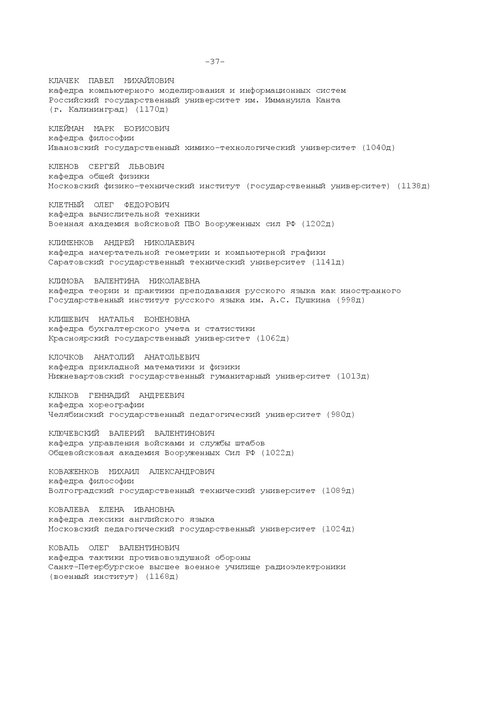 -37-
КЛАЧЕК ПАВЕЛ МИХАЙЛОВИЧ
кафедра компьютерного моделирования и информационных систем
Российский государственный университет им. Иммануила Канта
(г. Калининград) (1170д)
КЛЕЙМАН МАРК БОРИСОВИЧ
кафедра философии
Ивановский государственный химико-технологический университет (1040д)
КЛЕНОВ СЕРГЕЙ ЛЬВОВИЧ
кафедра общей физики
Московский физико-технический институт (государственный университет) (1138д)
КЛЕТНЫЙ ОЛЕГ ФЕДОРОВИЧ
кафедра вычислительной техники
Военная академия войсковой ПВО Вооруженных сил РФ (1202д)
КЛИМЕНКОВ АНДРЕЙ НИКОЛАЕВИЧ
кафедра начертательной геометрии и компьютерной графики
Саратовский государственный технический университет (1141д)
КЛИМОВА ВАЛЕНТИНА НИКОЛАЕВНА
кафедра теории и практики преподавания русского языка как иностранного
Государственный институт русского языка им. А.С. Пушкина (998д)
КЛИШЕВИЧ НАТАЛЬЯ БОНЕНОВНА
кафедра бухгалтерского учета и статистики
Красноярский государственный университет (1062д)
КЛОЧКОВ АНАТОЛИЙ АНАТОЛЬЕВИЧ
кафедра прикладной математики и физики
Нижневартовский государственный гуманитарный университет (1013д)
КЛЫКОВ ГЕННАДИЙ АНДРЕЕВИЧ
кафедра хореографии
Челябинский государственный педагогический университет (980д)
КЛЮЧЕВСКИЙ ВАЛЕРИЙ ВАЛЕНТИНОВИЧ
кафедра управления войсками и службы штабов
Общевойсковая академия Вооруженных Сил РФ (1022д)
КОВАЖЕНКОВ МИХАИЛ АЛЕКСАНДРОВИЧ
кафедра философии
Волгоградский государственный технический университет (1089д)
КОВАЛЕВА ЕЛЕНА ИВАНОВНА
кафедра лексики английского языка
Московский педагогический государственный университет (1024д)
КОВАЛЬ ОЛЕГ ВАЛЕНТИНОВИЧ
кафедра тактики противовоздушной обороны
Санкт-Петербургское высшее военное училище радиоэлектроники
(военный институт) (1168д)